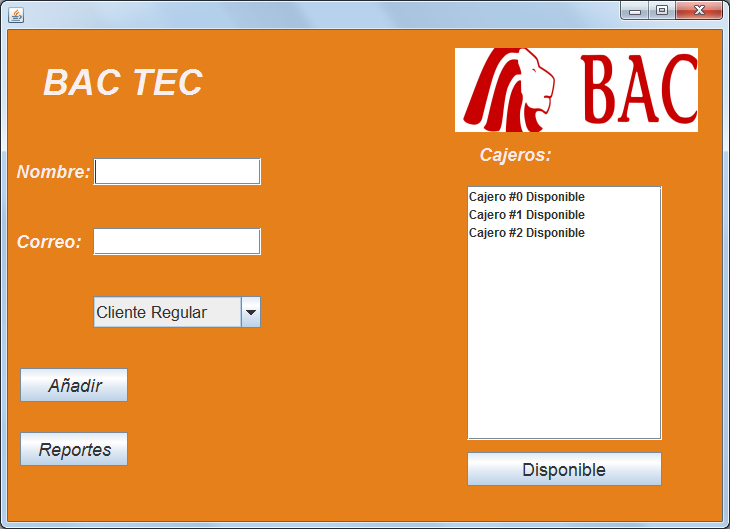 BAC TEC
BAC
Nombre:
Correo:
Cliente Regular
Añadir
Reportes
Cajeros:
Cajero #0 Disponible
Cajero #1 Disponible
Cajero #2 Disponible
Disponible